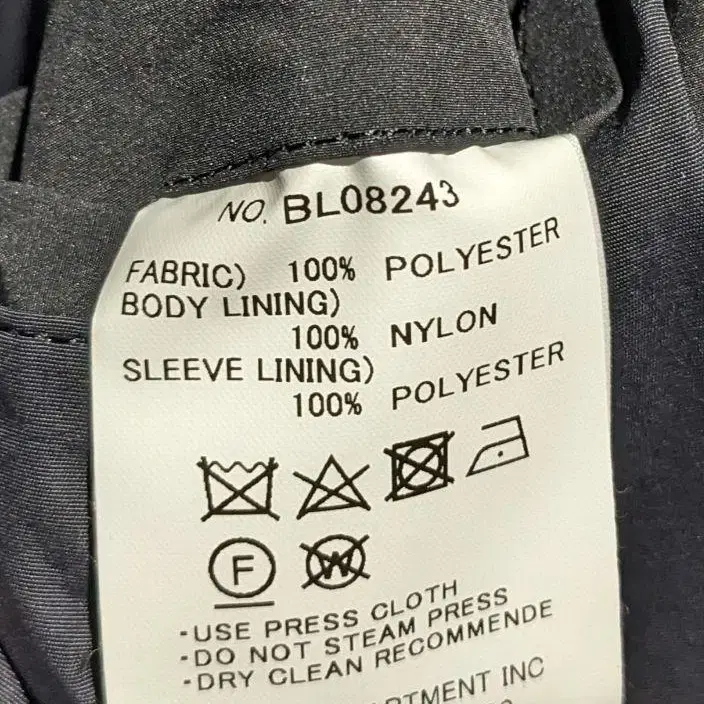 NO. BL08243
FABRIC) 100% POLYESTER
BODY LINING)
100% NYLON
SLEEVE LINING)
100% POLYESTER
F W
·USE PRESS CLOTH
·DO NOT STEAM PRESS
·DRY CLEAN RECOMMENDE
RTMENT INC